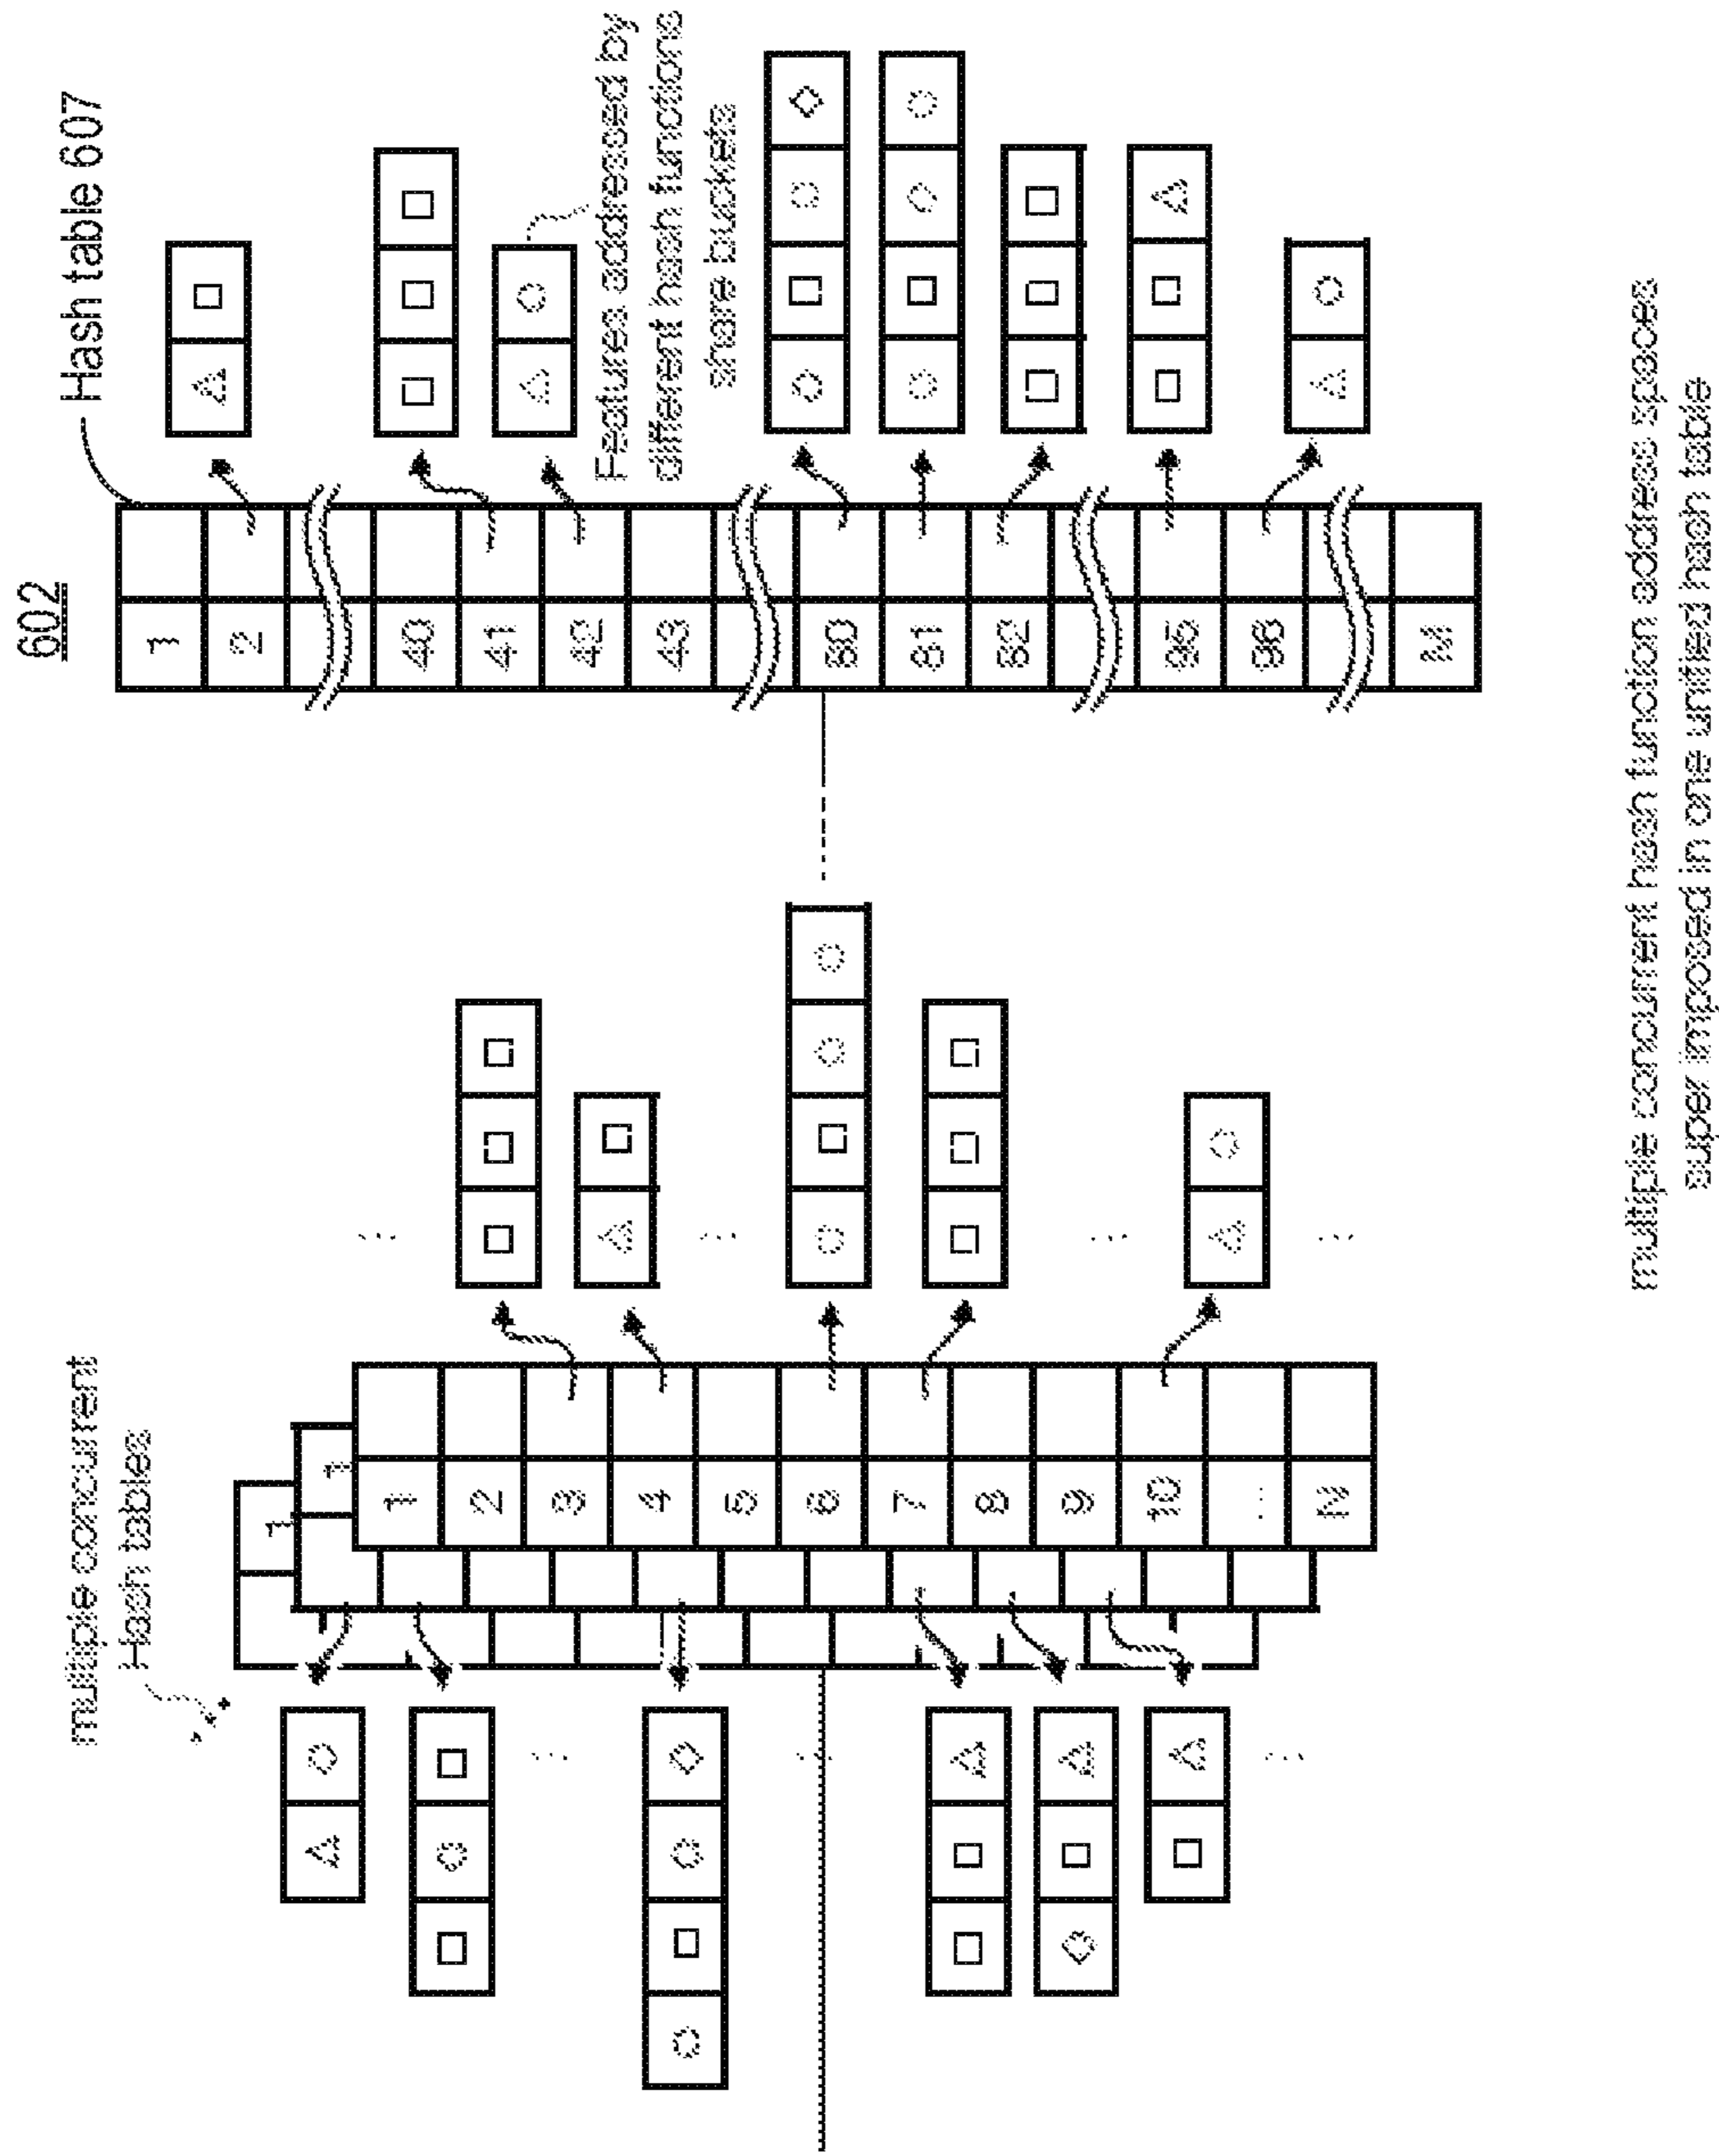 multiple concurrent
Hash tables
1
1
1
2
3
4
5
6
7
8
9
10
...
N
602
Hash table 607
1
2
40
41
42
43
80
81
82
95
96
M
Features addressed by
different hash functions
share buckets
multiple concurrent hash function address spaces
super imposed in one unified hash table